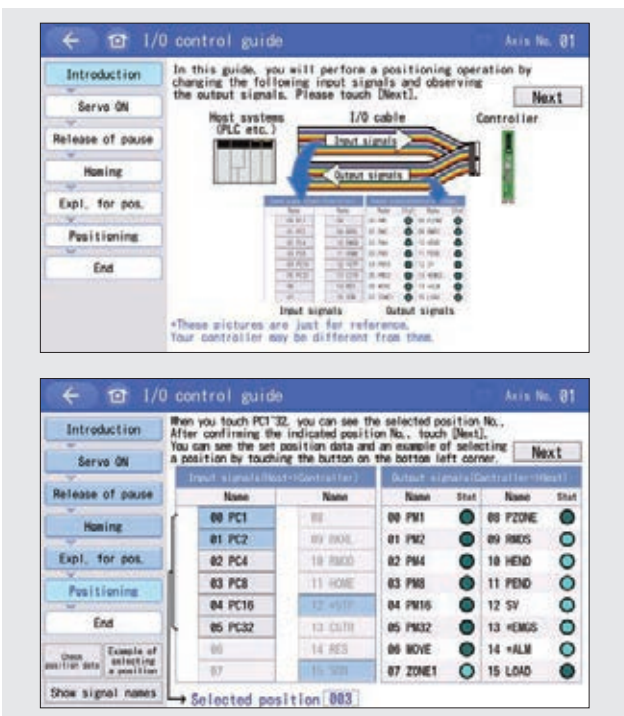 I/O control guide
Axis No. 01
Introduction
Servo ON
Release of pause
Homing
Expl. for pos.
Positioning
End
In this guide, you will perform a positioning operation by
changing the following input signals and observing
the output signals. Please touch [Next].
Next
Host systems
(PLC etc.)
I/O cable
Controller
Input signals
Output signals
Input signals
Output signals
*These pictures are just for reference.
Your controller may be different from them.
I/O control guide
Axis No. 01
Introduction
Servo ON
Release of pause
Homing
Expl. for pos.
Positioning
End
Check
position data
Example of
selecting
a position
Show signal names
When you touch PC1~32, you can see the selected position No..
After confirming the indicated position No., touch [Next].
You can see the set position data and an example of selecting
a position by touching the button on the bottom left corner.
Next
Input signals(Host->Controller)
Output signals(Controller->Host)
Name
Name
Name
Stat
Name
Stat
00 PC1
08
00 PM1
08 PZONE
01 PC2
09 BKRL
01 PM2
09 RMDS
02 PC4
10 RMOD
02 PM4
10 HEND
03 PC8
11 HOME
03 PM8
11 PEND
04 PC16
12 *STP
04 PM16
12 SV
05 PC32
13 CSTR
05 PM32
13 *EMGS
06
14 RES
06 MOVE
14 *ALM
07
15 SON
07 ZONE1
15 LOAD
Selected position 003